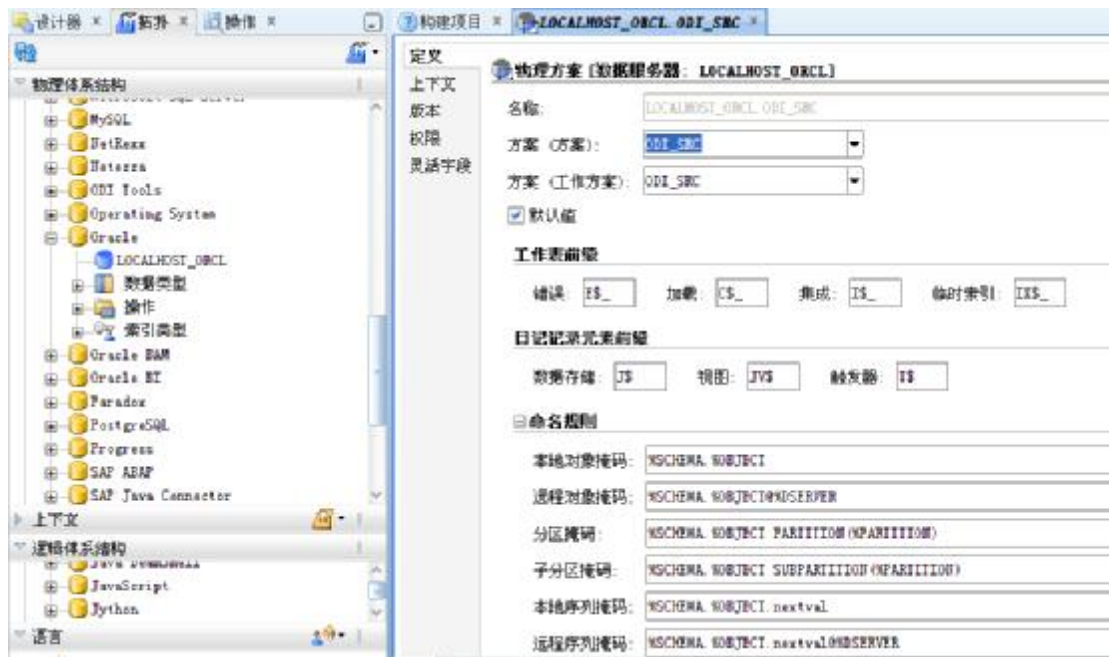 设计器
拓扑
操作
构建项目
LOCALHOST_ORCL.ODI_SRC
物理体系结构
MySQL
NetRexx
Netezza
ODI Tools
Operating System
Oracle
LOCALHOST_ORCL
数据类型
操作
索引类型
Oracle BAM
Oracle BI
Paradox
PostgreSQL
Progress
SAP ABAP
SAP Java Connector
上下文
逻辑体系结构
JavaScript
Jython
语言
定义
上下文
版本
权限
灵活字段
物理方案 [数据服务器: LOCALHOST_ORCL]
名称: LOCALHOST_ORCL.ODI_SRC
方案 (方案): ODI_SRC
方案 (工作方案): ODI_SRC
默认值
工作表前缀
错误: E$_ 加载: C$_ 集成: I$_ 临时索引: IX$_
日记记录元素前缀
数据存储: J$ 视图: JV$ 触发器: T$
命名规则
本地对象掩码: %SCHEMA.%OBJECT
远程对象掩码: %SCHEMA.%OBJECT@%DSERVER
分区掩码: %SCHEMA.%OBJECT PARTITION(%PARTITION)
子分区掩码: %SCHEMA.%OBJECT SUBPARTITION(%PARTITION)
本地序列掩码: %SCHEMA.%OBJECT.nextval
远程序列掩码: %SCHEMA.%OBJECT.nextval@%DSERVER